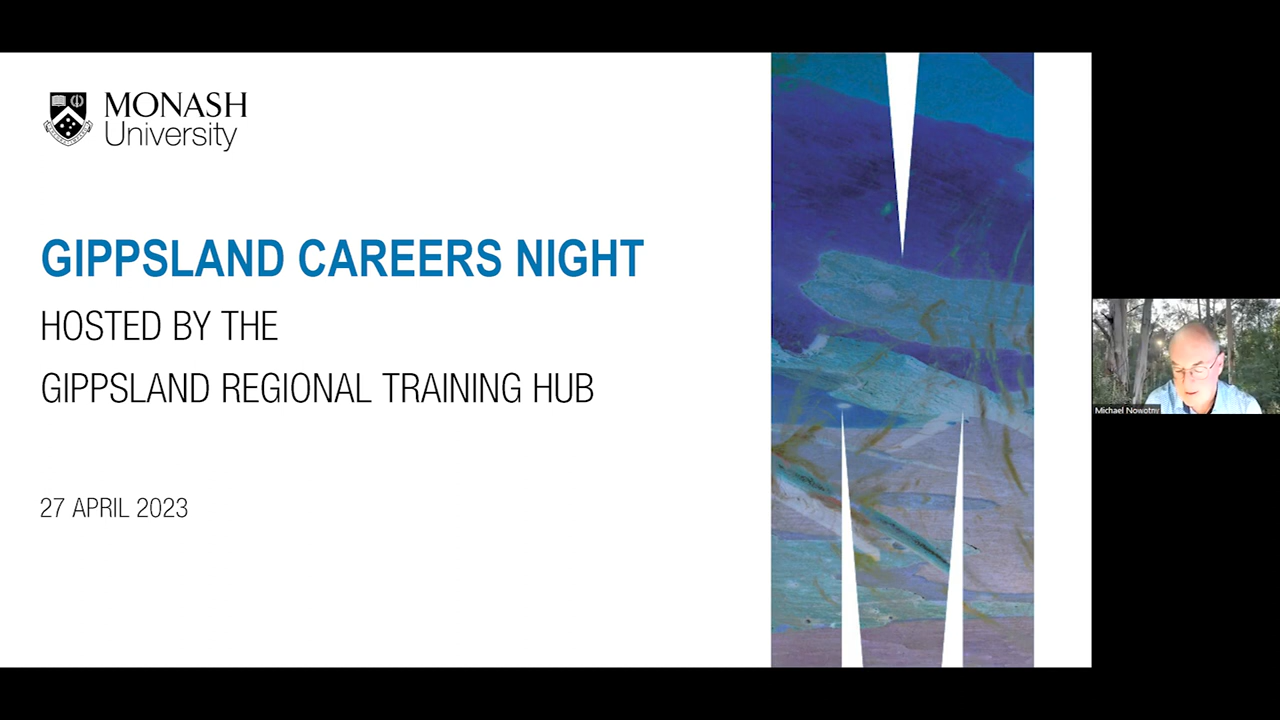 MONASH
University
GIPPSLAND CAREERS NIGHT
HOSTED BY THE
GIPPSLAND REGIONAL TRAINING HUB
27 APRIL 2023
Michael Nowotny